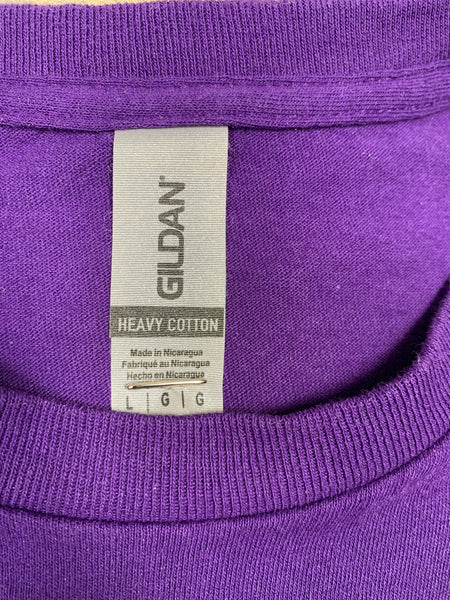 GILDAN®
HEAVY COTTON
Made in Nicaragua
Fabriqué au Nicaragua
Hecho en Nicaragua
L | G | G